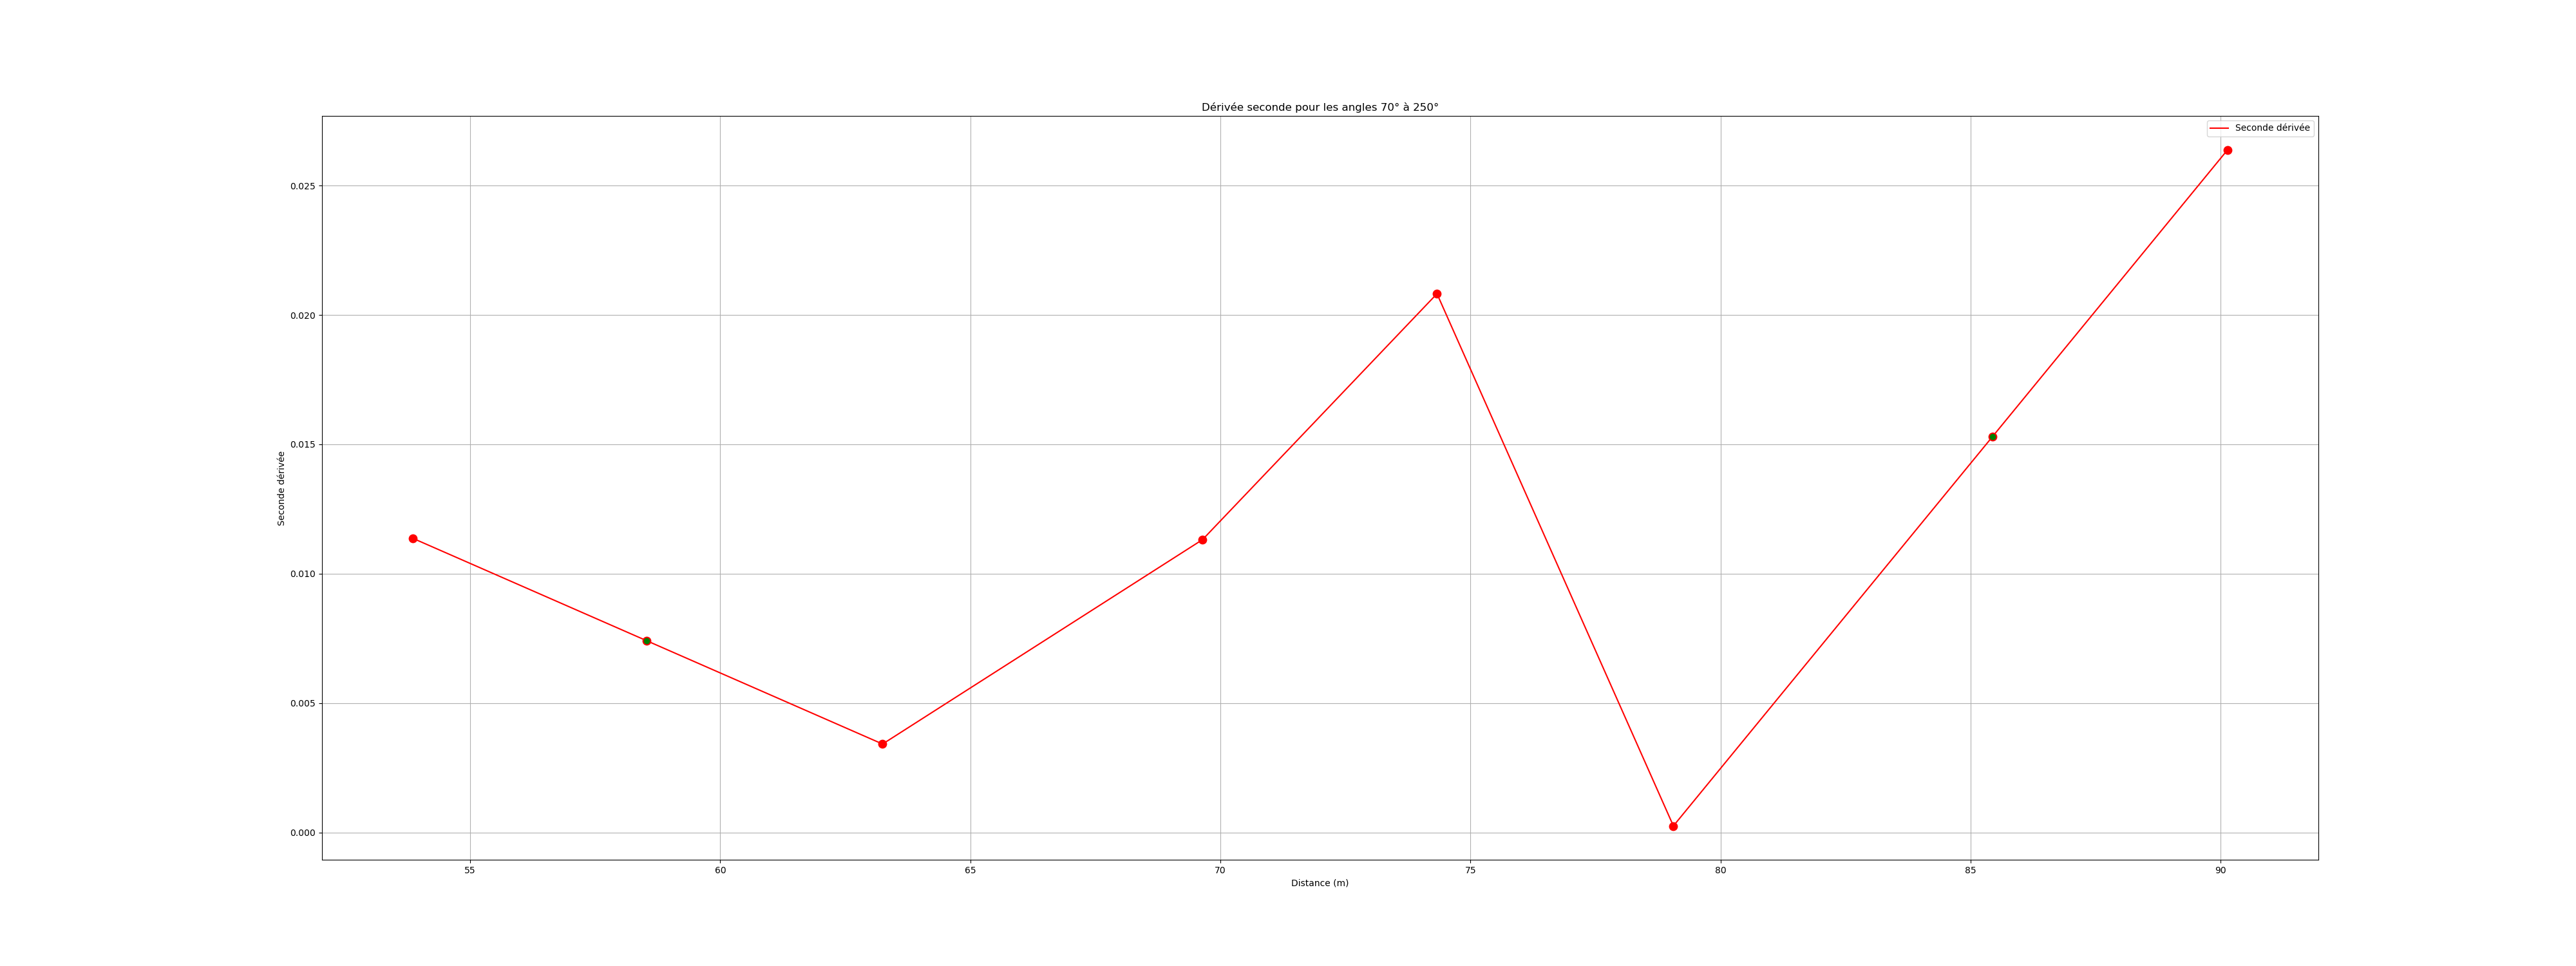 Dérivée seconde pour les angles 70° à 250°
Seconde dérivée
0.025
0.020
0.015
0.010
0.005
0.000
Seconde dérivée
55 60 65 70 75 80 85 90
Distance (m)